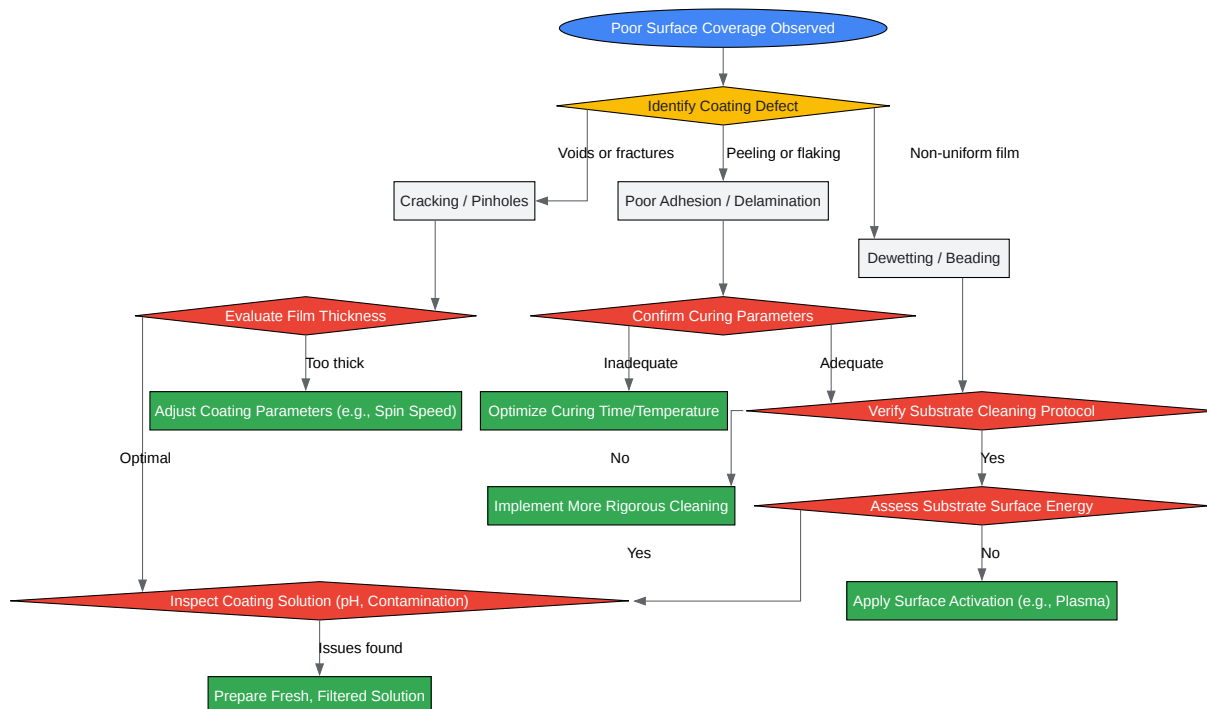 Poor Surface Coverage Observed
Identify Coating Defect
Voids or fractures
Peeling or flaking
Non-uniform film
Cracking / Pinholes
Poor Adhesion / Delamination
Dewetting / Beading
Evaluate Film Thickness
Confirm Curing Parameters
Too thick
Inadequate
Adequate
Adjust Coating Parameters (e.g., Spin Speed)
Optimize Curing Time/Temperature
Verify Substrate Cleaning Protocol
Optimal
No
Yes
Implement More Rigorous Cleaning
Assess Substrate Surface Energy
Yes
No
Inspect Coating Solution (pH, Contamination)
Apply Surface Activation (e.g., Plasma)
Issues found
Prepare Fresh, Filtered Solution